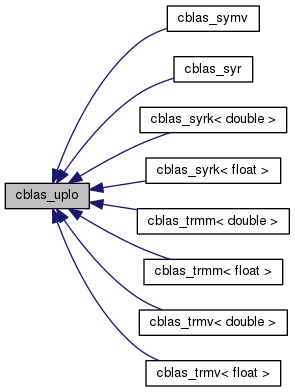 cblas_symv
cblas_syr
cblas_syrk< double >
cblas_syrk< float >
cblas_uplo
cblas_trmm< double >
cblas_trmm< float >
cblas_trmv< double >
cblas_trmv< float >